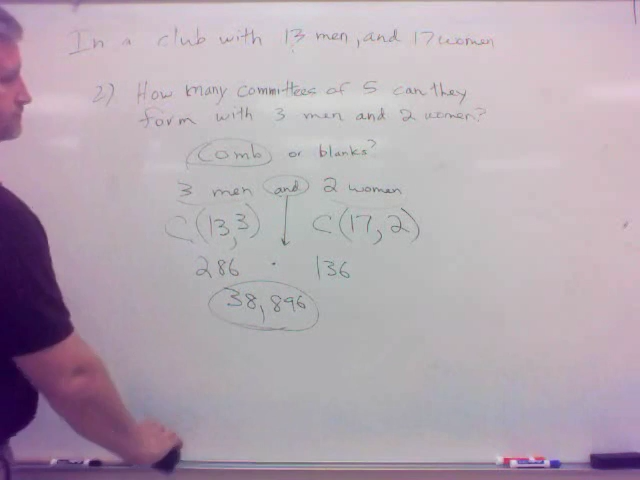 In a club with 13 men, and 17 women
2) How many committees of 5 can they
form with 3 men and 2 women?
Comb or blanks?
3 men and 2 women
C(13,3) C(17,2)
286 · 136
38,896